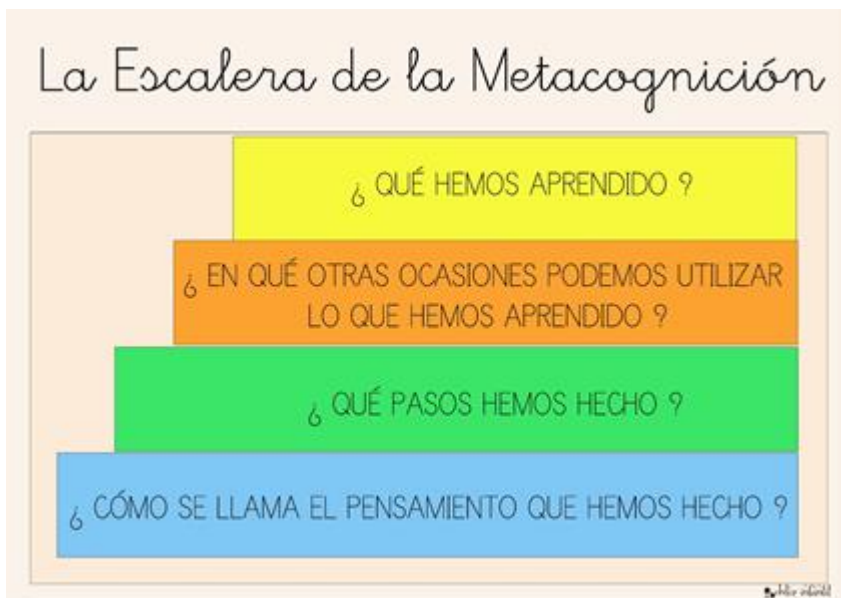 La Escalera de la Metacognición
¿ QUÉ HEMOS APRENDIDO ?
¿ EN QUÉ OTRAS OCASIONES PODEMOS UTILIZAR
LO QUE HEMOS APRENDIDO ?
¿ QUÉ PASOS HEMOS HECHO ?
¿ CÓMO SE LLAMA EL PENSAMIENTO QUE HEMOS HECHO ?
infantil